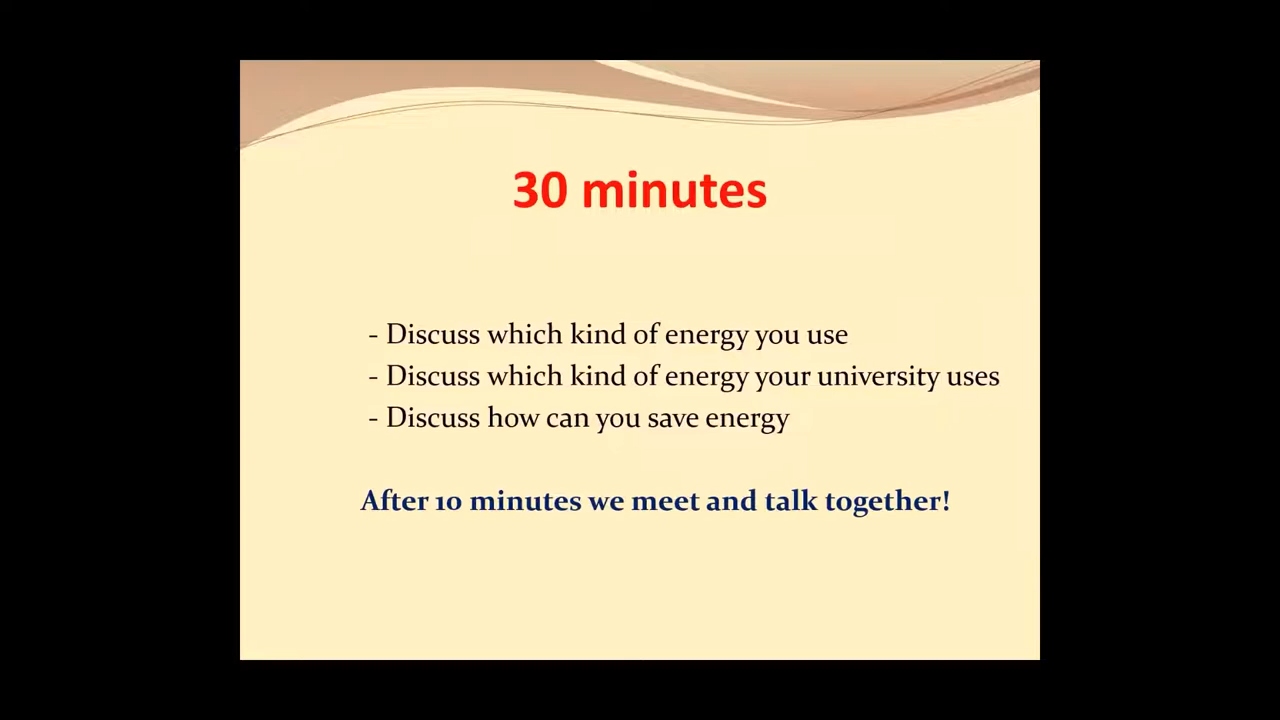 30 minutes
- Discuss which kind of energy you use
- Discuss which kind of energy your university uses
- Discuss how can you save energy
After 10 minutes we meet and talk together!